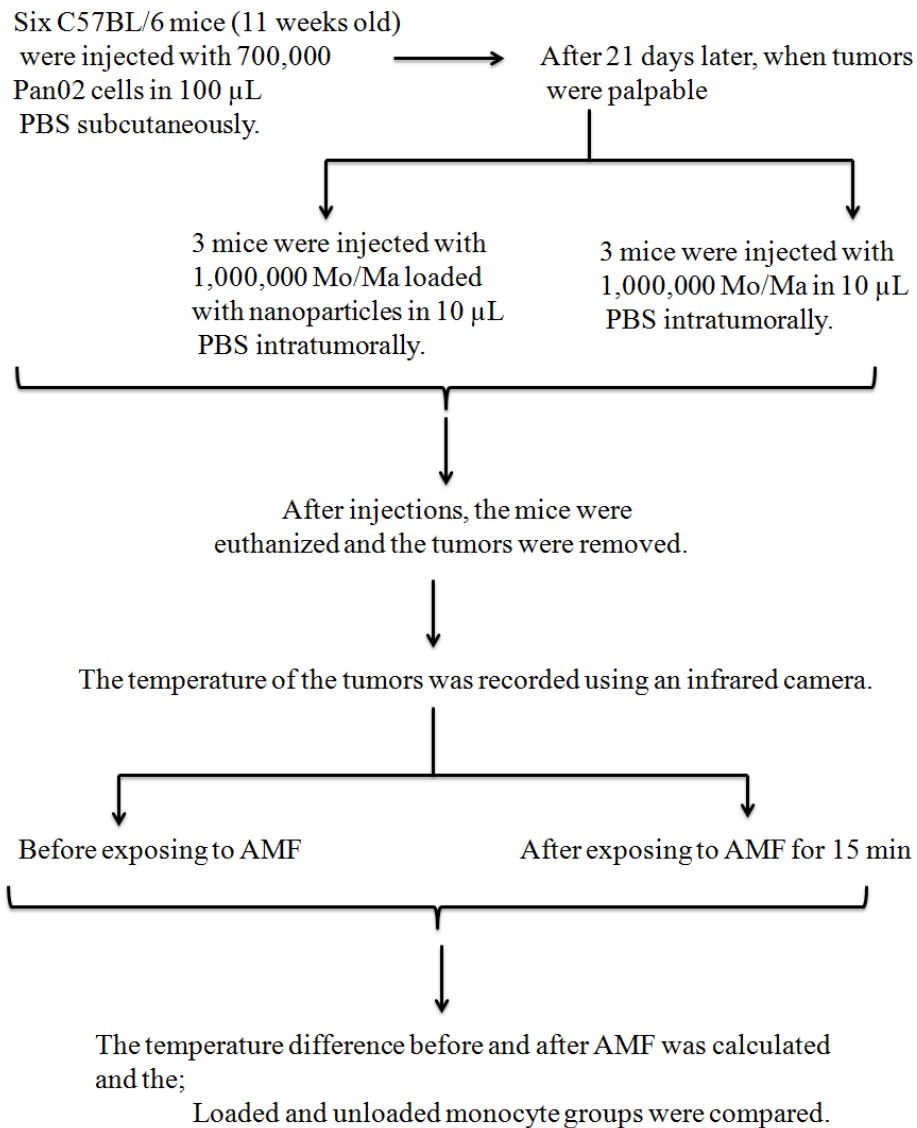 Six C57BL/6 mice (11 weeks old)
were injected with 700,000
Pan02 cells in 100 µL
PBS subcutaneously.
After 21 days later, when tumors
were palpable
3 mice were injected with
1,000,000 Mo/Ma loaded
with nanoparticles in 10 µL
PBS intratumorally.
3 mice were injected with
1,000,000 Mo/Ma in 10 µL
PBS intratumorally.
After injections, the mice were
euthanized and the tumors were removed.
The temperature of the tumors was recorded using an infrared camera.
Before exposing to AMF
After exposing to AMF for 15 min
The temperature difference before and after AMF was calculated
and the;
Loaded and unloaded monocyte groups were compared.